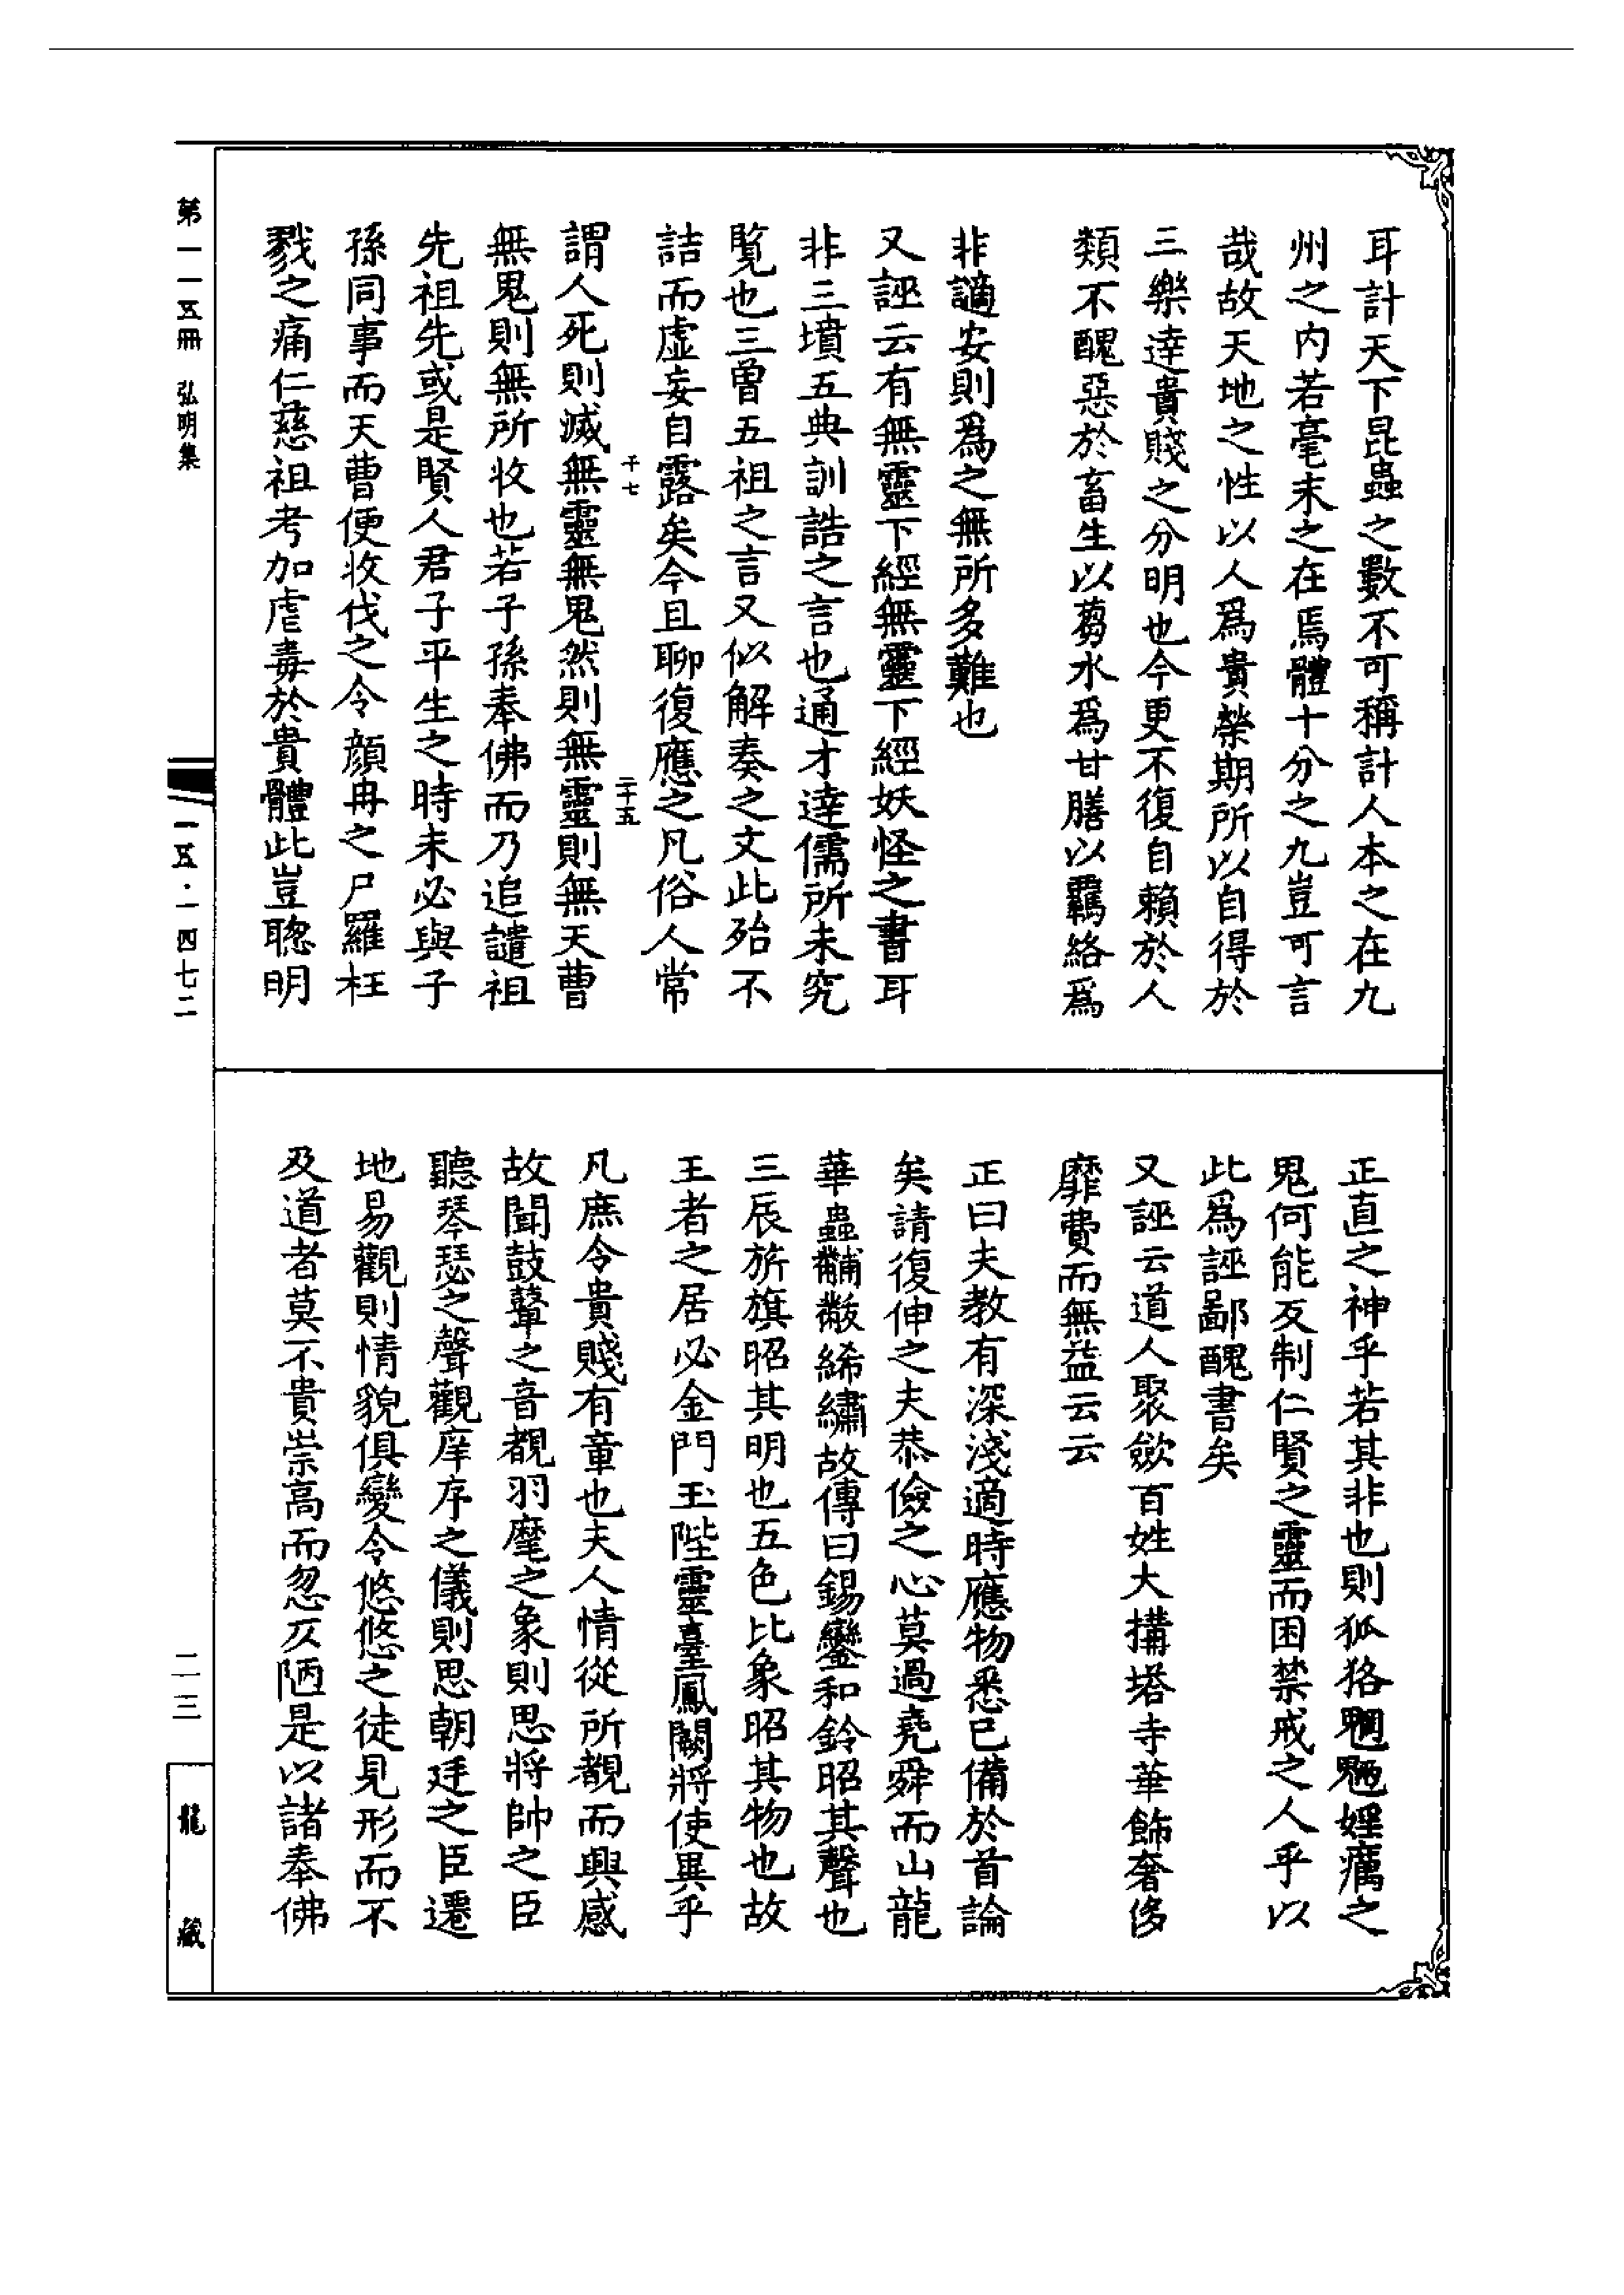 耳計天下昆蟲之數不可稱計人本之在九
州之内若毫末之在焉體十分之九豈可言
哉故天地之性以人爲貴榮期所以自得於
三樂達貴賤之分明也今更不復自賴於人
類不醜惡於畜生以蒭水爲甘膳以羈絡爲
非謫安則爲之無所多難也
又誣云有無靈下經無靈下經妖怪之書耳
非三墳五典訓誥之言也通才達儒所未究
覽也三曽五祖之言又似解奏之文此殆不
詰而虛妄自露矣今且聊復應之凡俗人常
千七
二十五
謂人死則滅無靈無鬼然則無靈則無天曹
無鬼則無所收也若子孫奉佛而乃追譴祖
先祖先或是賢人君子平生之時未必與子
孫同事而天曹便收伐之令顔冉之尸羅枉
戮之痛仁慈祖考加虐毒於貴體此豈聰明
正直之神乎若其非也則狐狢魍魎婬癘之
鬼何能反制仁賢之靈而困禁戒之人乎以
此爲誣鄙醜書矣
又誣云道人聚斂百姓大搆塔寺華飾奢侈
靡費而無益云云
正曰夫教有深淺適時應物悉已備於首論
矣請復伸之夫恭儉之心莫過堯舜而山龍
華蟲黼黻絺繡故傳曰錫鑾和鈴昭其聲也
三辰旂旗昭其明也五色比象昭其物也故
王者之居必金門玉陛靈臺鳳闕將使異乎
凡庶令貴賤有章也夫人情從所覩而興感
故聞鼓鼙之音覩羽麾之象則思將帥之臣
聽琴瑟之聲觀庠序之儀則思朝廷之臣遷
地易觀則情貌俱變令悠悠之徒見形而不
及道者莫不貴崇高而忽仄陋是以諸奉佛
第一一五冊 弘明集
一五·一四七二
二三
龍藏